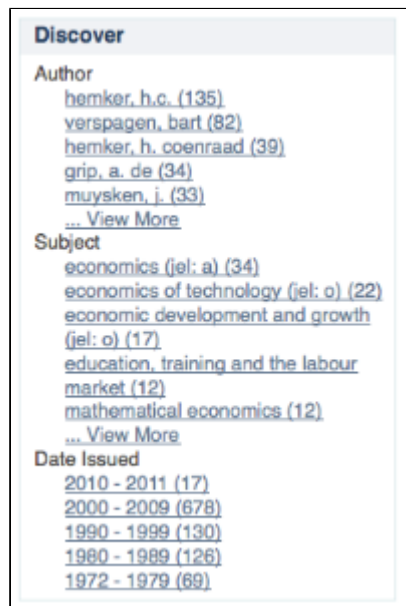 Discover
Author
hemker, h.c. (135)
verspagen, bart (82)
hemker, h. coenraad (39)
grip, a. de (34)
muysken, j. (33)
... View More
Subject
economics (jel: a) (34)
economics of technology (jel: o) (22)
economic development and growth
(jel: o) (17)
education, training and the labour
market (12)
mathematical economics (12)
... View More
Date Issued
2010 - 2011 (17)
2000 - 2009 (678)
1990 - 1999 (130)
1980 - 1989 (126)
1972 - 1979 (69)